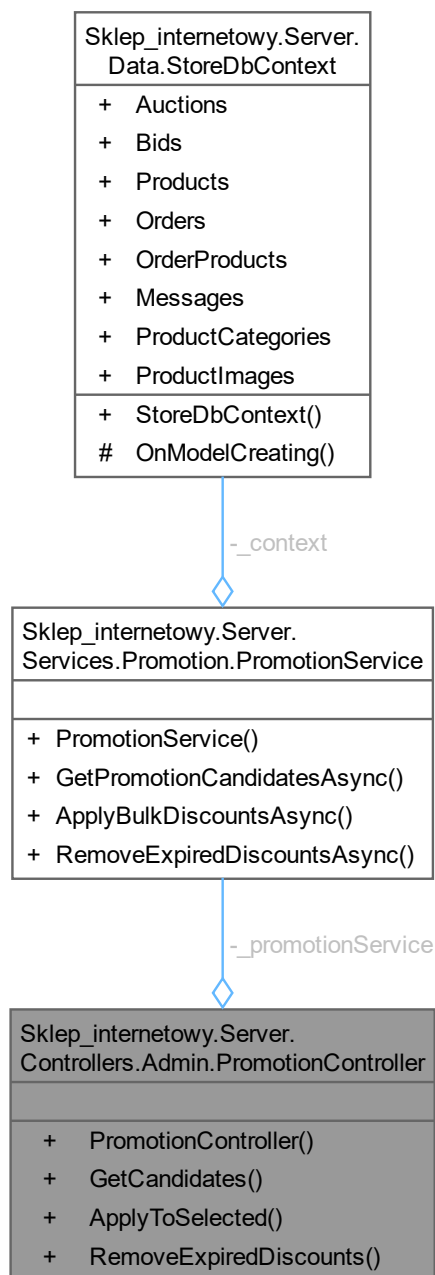 Sklep_internetowy.Server.
Data.StoreDbContext
+ Auctions
+ Bids
+ Products
+ Orders
+ OrderProducts
+ Messages
+ ProductCategories
+ ProductImages
+ StoreDbContext()
# OnModelCreating()
-_context
Sklep_internetowy.Server.
Services.Promotion.PromotionService
+ PromotionService()
+ GetPromotionCandidatesAsync()
+ ApplyBulkDiscountsAsync()
+ RemoveExpiredDiscountsAsync()
-_promotionService
Sklep_internetowy.Server.
Controllers.Admin.PromotionController
+ PromotionController()
+ GetCandidates()
+ ApplyToSelected()
+ RemoveExpiredDiscounts()